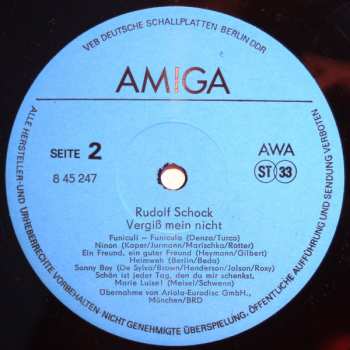 VEB DEUTSCHE SCHALLPLATTEN BERLIN DDR
AMIGA
SEITE 2
8 45 247
AWA
ST 33
Rudolf Schock
Vergiß mein nicht
Funiculi – Funicula (Denza/Turco)
Ninon (Kaper/Jurmann/Marischka/Rotter)
Ein Freund, ein guter Freund (Heymann/Gilbert)
Heimweh (Berlin/Beda)
Sonny Boy (De Sylva/Brown/Henderson/Jolson/Roxy)
Schön ist jeder Tag, den du mir schenkst,
Marie Luise! (Meisel/Schwenn)
Übernahme von Ariola-Eurodisc GmbH.,
München/BRD
ALLE HERSTELLER- UND URHEBERRECHTE VORBEHALTEN · NICHT GENEHMIGTE ÜBERSPIELUNG, ÖFFENTLICHE AUFFÜHRUNG UND SENDUNG VERBOTEN